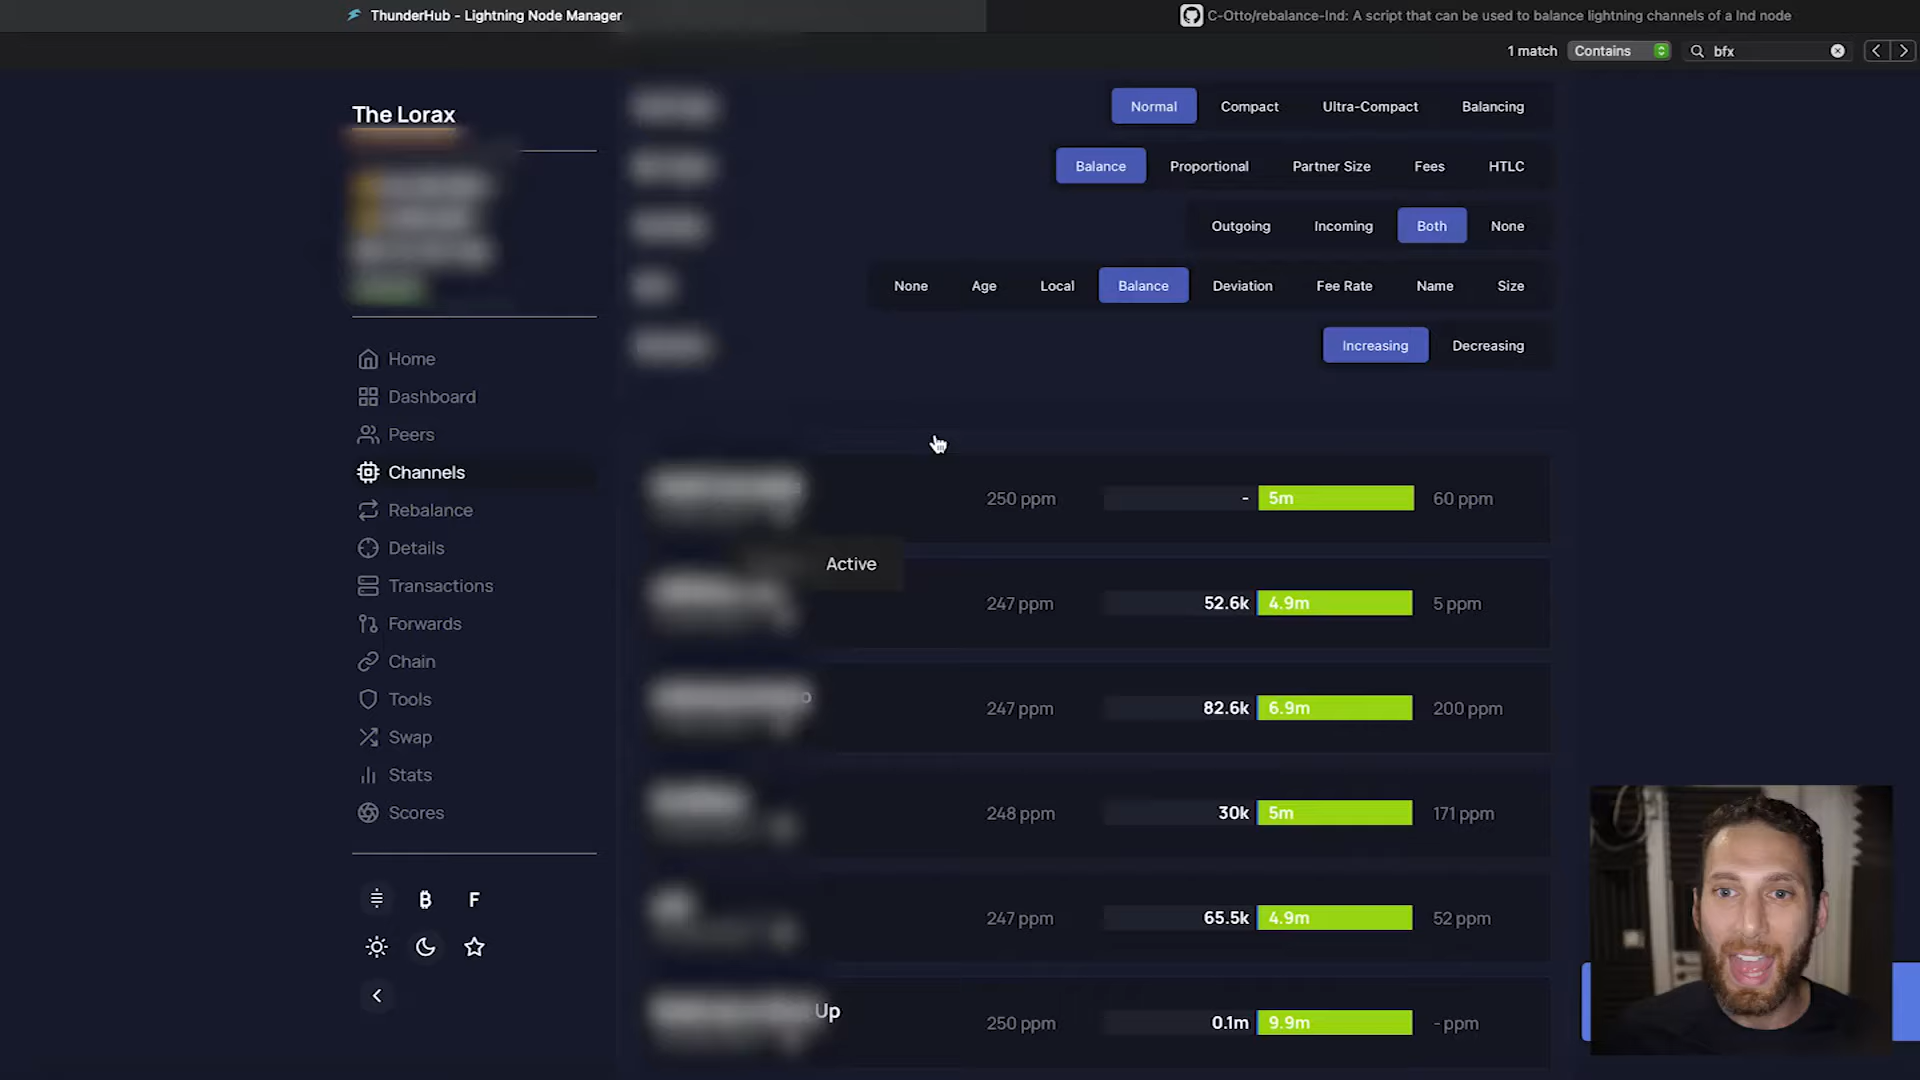 ThunderHub - Lightning Node Manager
C-Otto/rebalance-lnd: A script that can be used to balance lightning channels of a lnd node
1 match Contains bfx
The Lorax
Normal Compact Ultra-Compact Balancing
Balance Proportional Partner Size Fees HTLC
Outgoing Incoming Both None
None Age Local Balance Deviation Fee Rate Name Size
Increasing Decreasing
Home
Dashboard
Peers
Channels
Rebalance
Details
Transactions
Forwards
Chain
Tools
Swap
Stats
Scores
B F
250 ppm - 5m 60 ppm
Active
247 ppm 52.6k 4.9m 5 ppm
247 ppm 82.6k 6.9m 200 ppm
248 ppm 30k 5m 171 ppm
247 ppm 65.5k 4.9m 52 ppm
Up
250 ppm 0.1m 9.9m - ppm